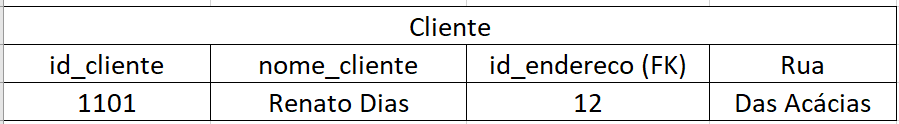 Cliente
id_cliente nome_cliente id_endereco (FK) Rua
1101 Renato Dias 12 Das Acácias